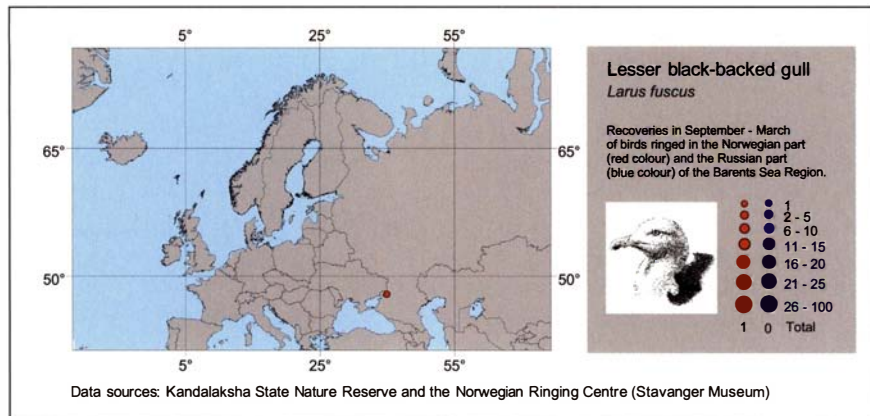 5° 25° 55°
65° 65°
50° 50°
5° 25° 55°
Lesser black-backed gull
Larus fuscus
Recoveries in September - March
of birds ringed in the Norwegian part
(red colour) and the Russian part
(blue colour) of the Barents Sea Region.
1
2 - 5
6 - 10
11 - 15
16 - 20
21 - 25
26 - 100
1 0 Total
Data sources: Kandalaksha State Nature Reserve and the Norwegian Ringing Centre (Stavanger Museum)